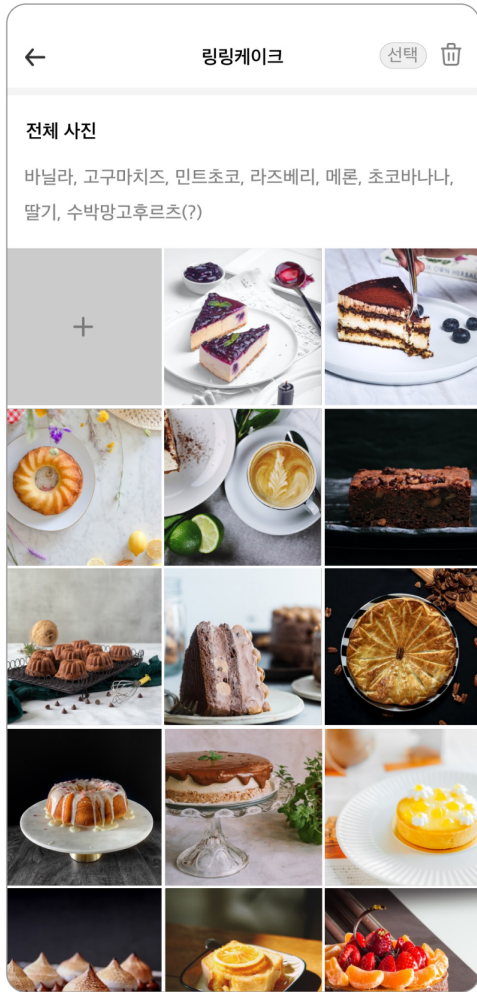 링링케이크
선택
전체 사진
바닐라, 고구마치즈, 민트초코, 라즈베리, 메론, 초코바나나,
딸기, 수박망고후르츠(?)